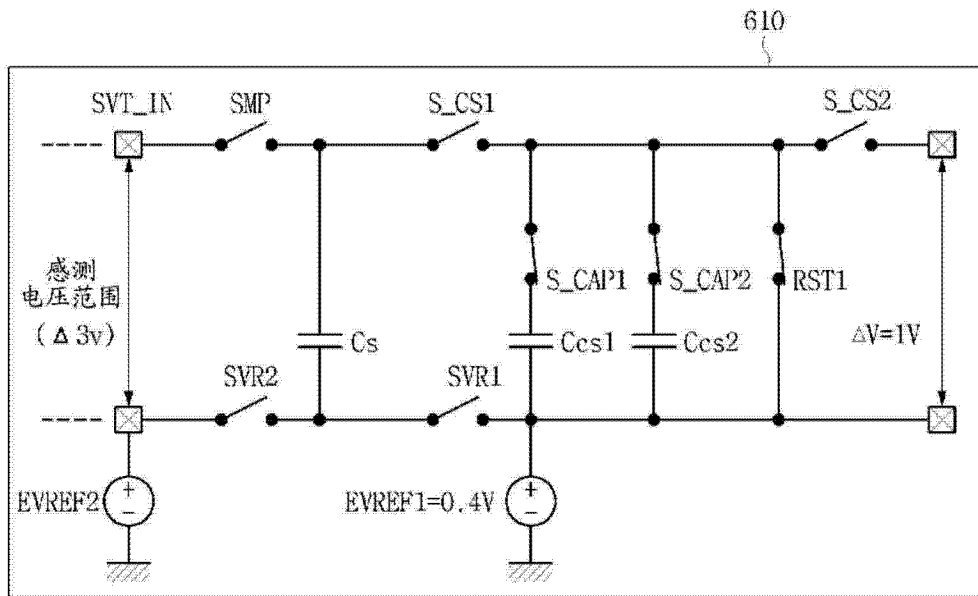 610
SVT_IN
SMP
S_CS1
S_CS2
感测
电压范围
(Δ3v)
S_CAP1
S_CAP2
RST1
Cs
Ccs1
Ccs2
ΔV=1V
SVR2
SVR1
EVREF2
+
−
EVREF1=0.4V
+
−